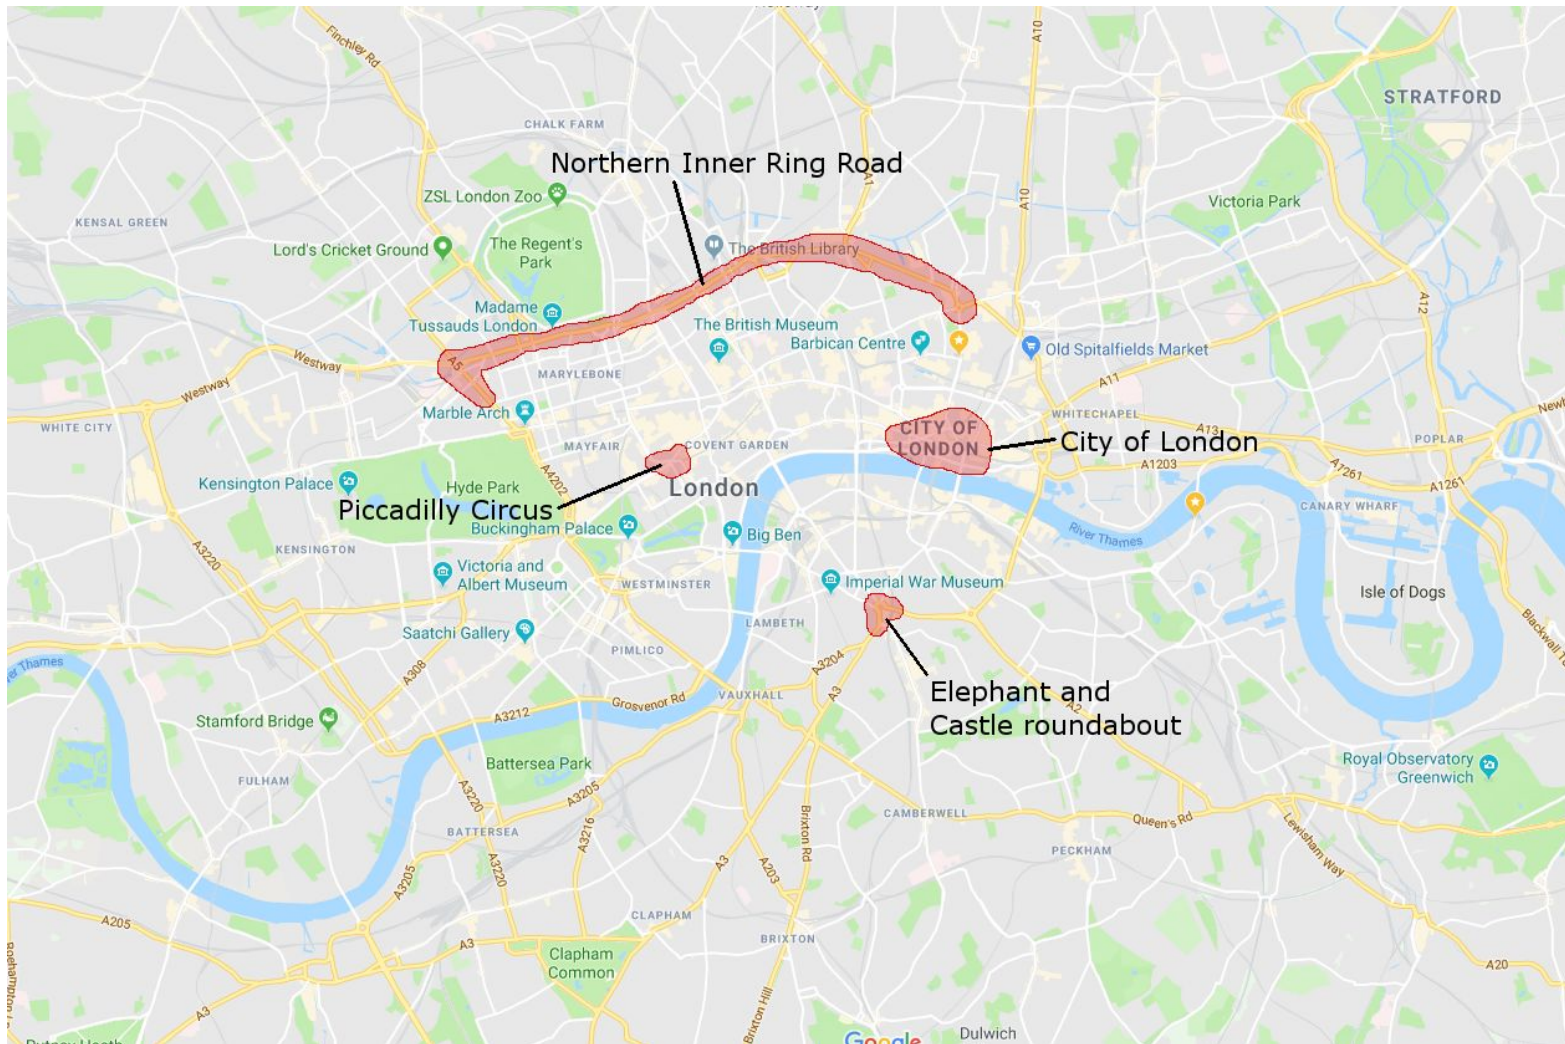 Finchley Rd
A10
STRATFORD
CHALK FARM
Northern Inner Ring Road
A1
A10
ZSL London Zoo
Victoria Park
KENSAL GREEN
Lord's Cricket Ground
The Regent's
Park
The British Library
A12
Madame
Tussauds London
The British Museum
Barbican Centre
Old Spitalfields Market
Westway
Westway
A5
MARYLEBONE
A11
Marble Arch
WHITECHAPEL
WHITE CITY
CITY OF
LONDON
A13
City of London
POPLAR
MAYFAIR
COVENT GARDEN
A1203
A1261
A1261
Kensington Palace
Hyde Park
A4202
London
Piccadilly Circus
Buckingham Palace
Big Ben
River Thames
CANARY WHARF
KENSINGTON
A3220
Victoria and
Albert Museum
WESTMINSTER
Imperial War Museum
Isle of Dogs
Saatchi Gallery
LAMBETH
PIMLICO
A3204
A308
Elephant and
Castle roundabout
VAUXHALL
Grosvenor Rd
A3
A2
A3212
Stamford Bridge
Battersea Park
Royal Observatory
Greenwich
FULHAM
A3220
A3205
CAMBERWELL
Queen's Rd
BATTERSEA
A3216
Brixton Rd
Lewisham Way
PECKHAM
A3220
A3205
A3
A203
CLAPHAM
A205
A3
BRIXTON
Clapham
Common
A20
Brixton Hill
A3
Dulwich